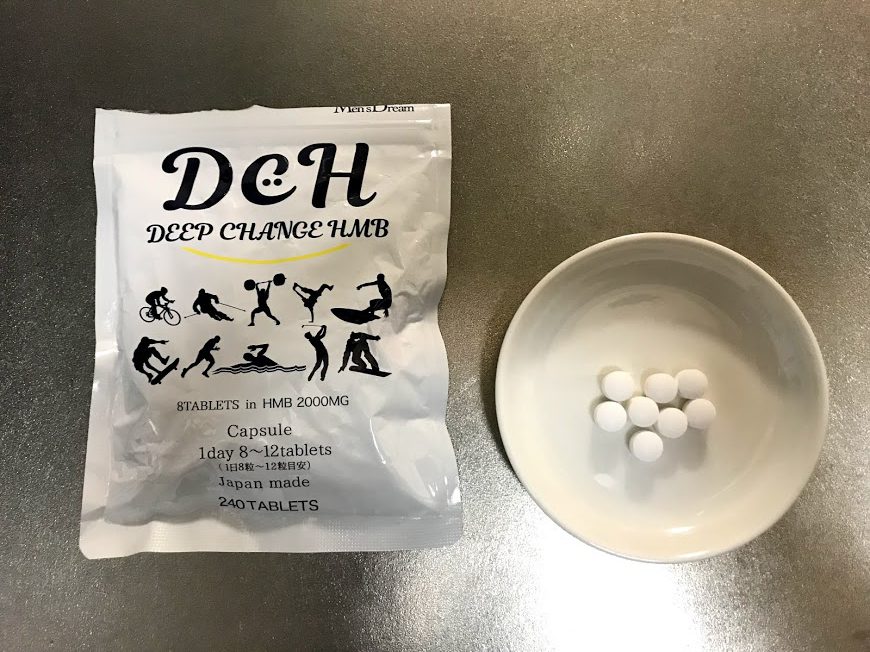 Men's Dream
DCH
DEEP CHANGE HMB
8TABLETS in HMB 2000MG
Capsule
1day 8～12tablets
(1日8粒～12粒目安)
Japan made
240TABLETS